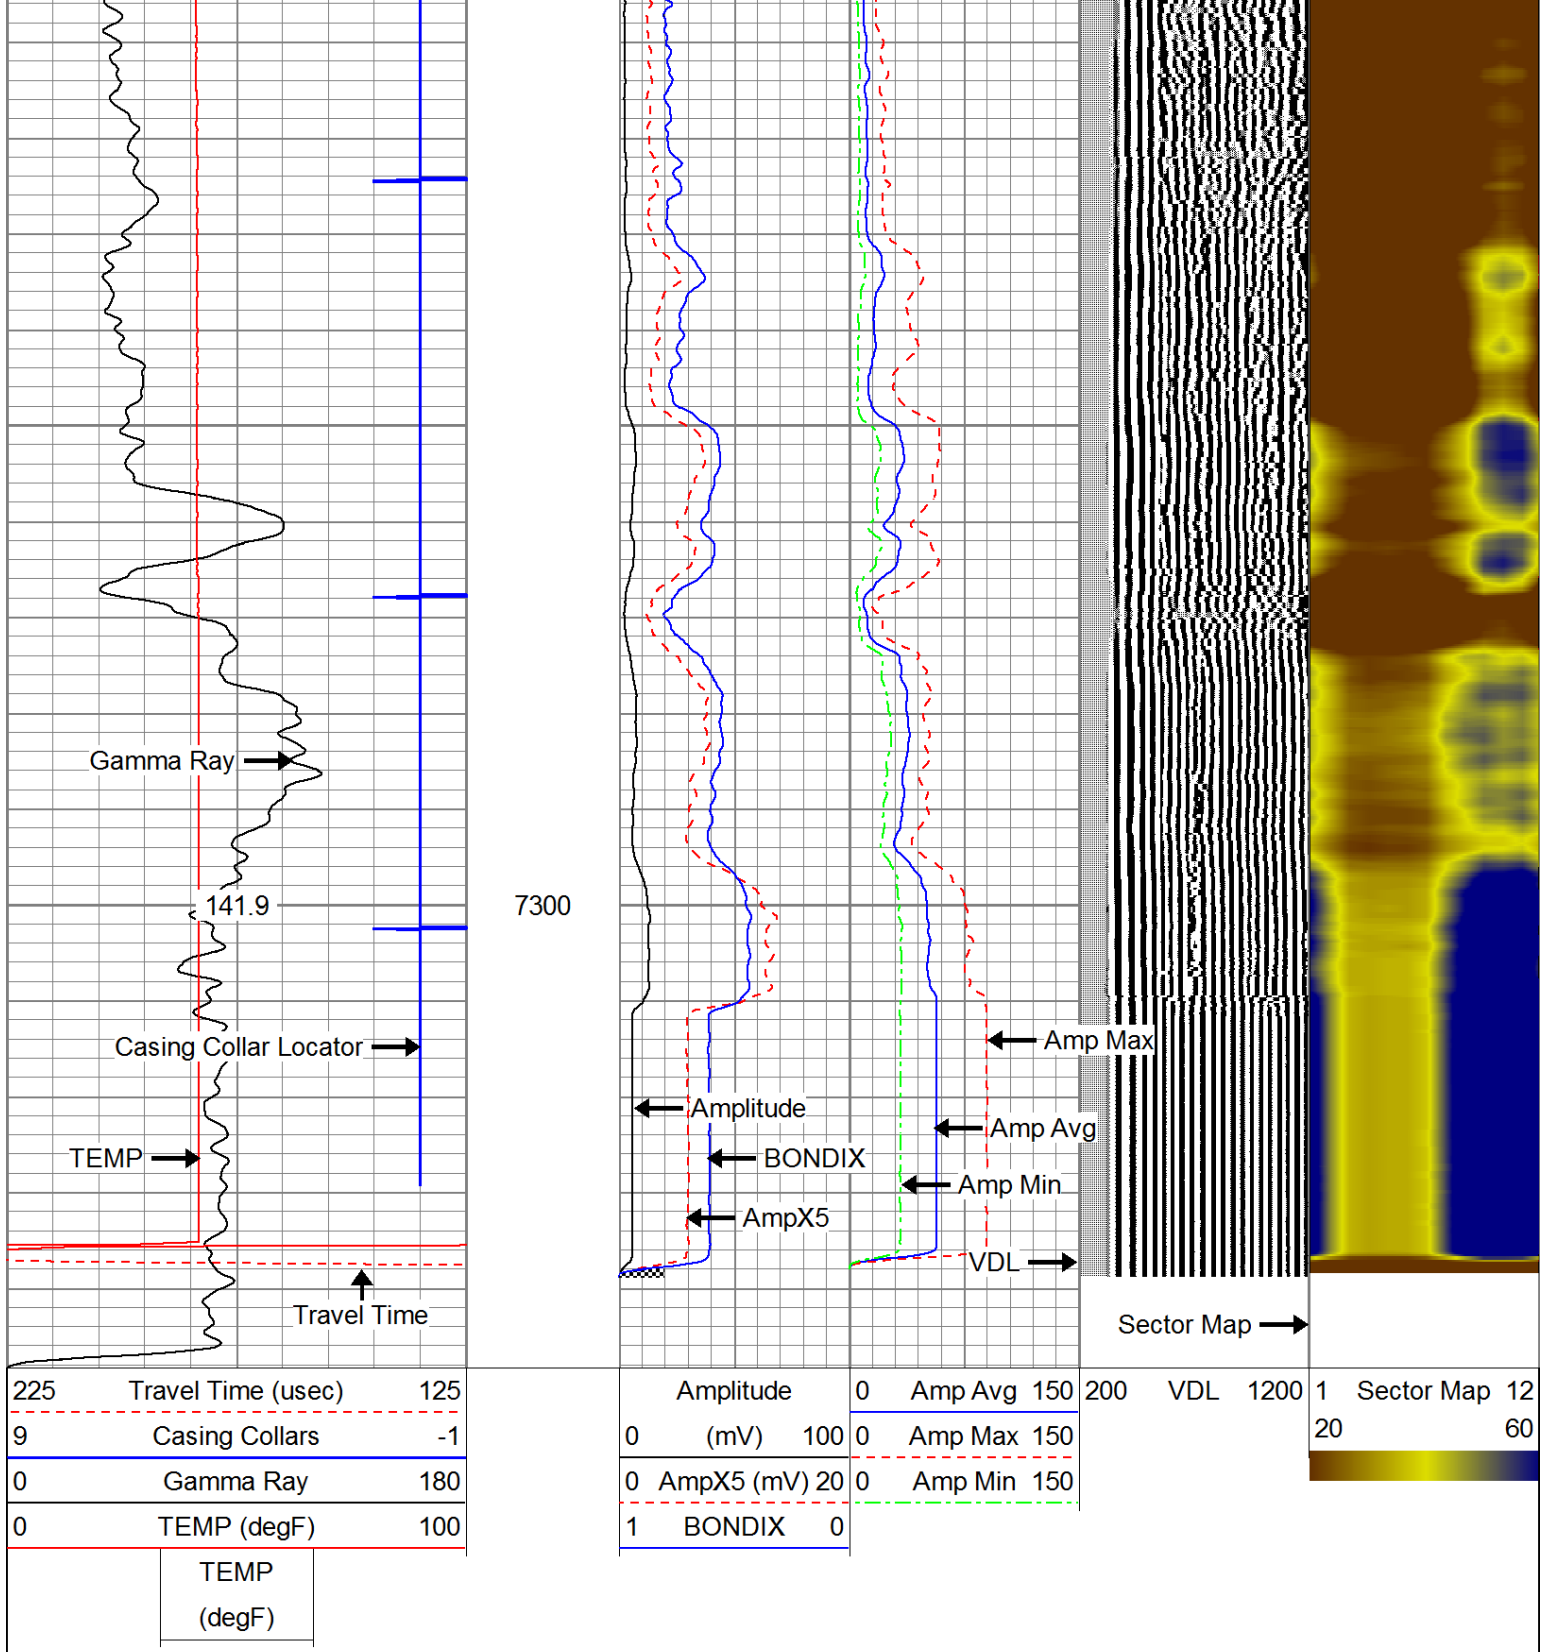 Gamma Ray
141.9
7300
Casing Collar Locator
Amp Max
Amplitude
Amp Avg
TEMP
BONDIX
Amp Min
AmpX5
VDL
Travel Time
Sector Map
225 Travel Time (usec) 125
9 Casing Collars -1
0 Gamma Ray 180
0 TEMP (degF) 100
TEMP
(degF)
Amplitude
0 (mV) 100
0 AmpX5 (mV) 20
1 BONDIX 0
0 Amp Avg 150
0 Amp Max 150
0 Amp Min 150
200 VDL 1200
1 Sector Map 12
20 60